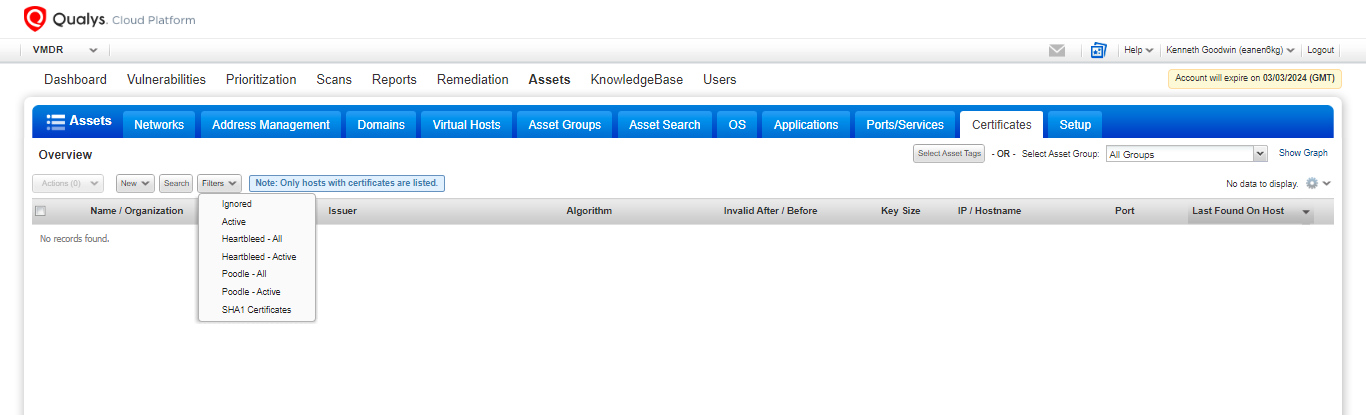 Qualys. Cloud Platform
VMDR
Help
Kenneth Goodwin (eanen6kg)
Logout
Dashboard Vulnerabilities Prioritization Scans Reports Remediation Assets KnowledgeBase Users
Account will expire on 03/03/2024 (GMT)
Assets Networks Address Management Domains Virtual Hosts Asset Groups Asset Search OS Applications Ports/Services Certificates Setup
Overview
Select Asset Tags - OR - Select Asset Group: All Groups Show Graph
Actions (0) New Search Filters Note: Only hosts with certificates are listed. No data to display.
Name / Organization Issuer Algorithm Invalid After / Before Key Size IP / Hostname Port Last Found On Host
No records found.
Ignored
Active
Heartbleed - All
Heartbleed - Active
Poodle - All
Poodle - Active
SHA1 Certificates